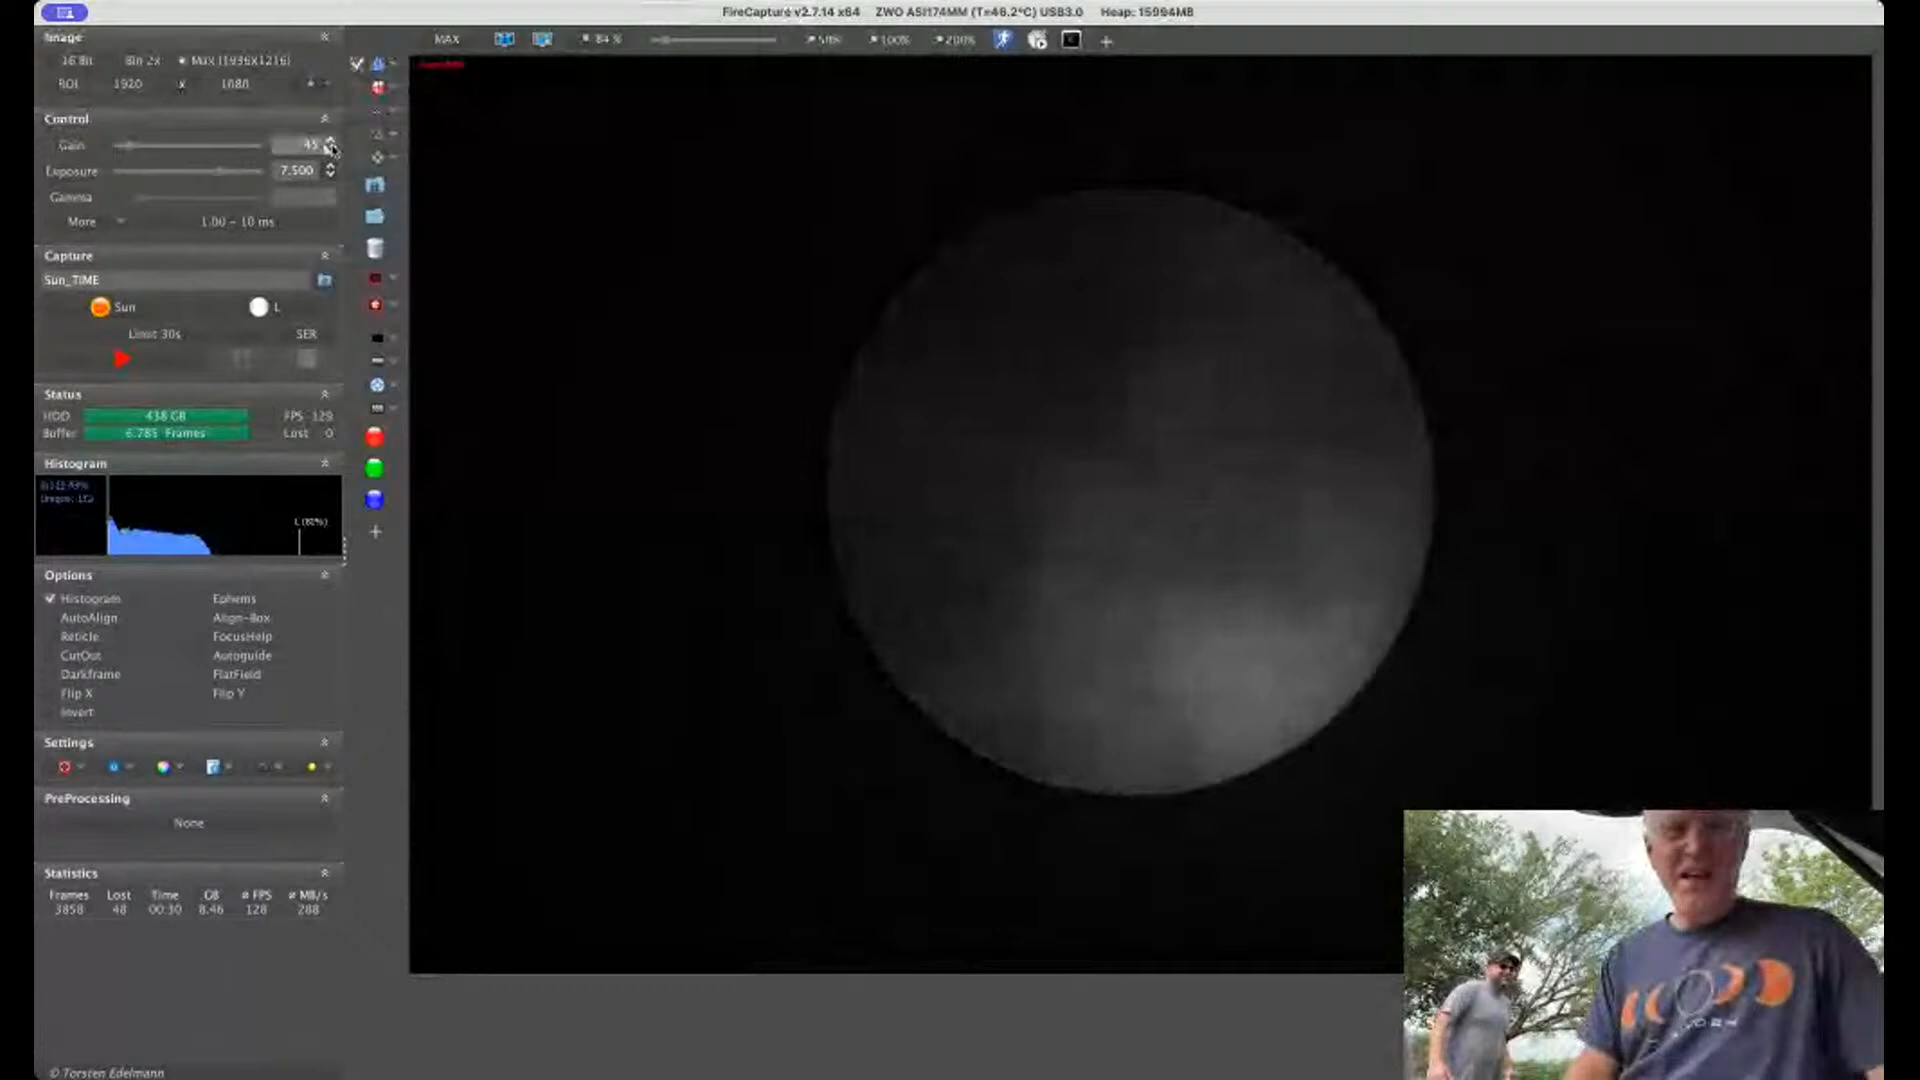 FireCapture v2.7.14 x64 ZWO ASI174MM (T=46.2°C) USB3.0 Heap: 15994MB
Image
MAX 84 % 50% 100% 200%
16 Bit Bin 2x Max (1936x1216)
ROI 1920 x 1080
Control
Gain 45
Exposure 7.500
Gamma
More 1.00 - 10 ms
Capture
Sun_TIME
Sun L
Limit 30s SER
Status
HDD 438 GB FPS 129
Buffer 6.785 Frames Lost 0
Histogram
L (82%)
Options
Histogram Ephems
AutoAlign Align-Box
Reticle FocusHelp
CutOut Autoguide
Darkframe FlatField
Flip X Flip Y
Invert
Settings
PreProcessing
None
Statistics
Frames Lost Time GB # FPS # MB/s
3858 48 00:30 8.46 128 288
© Torsten Edelmann